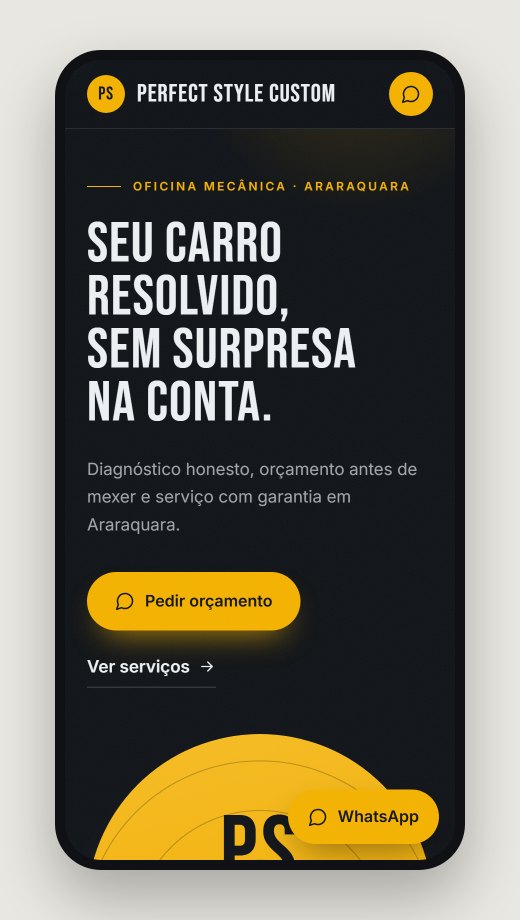 PS PERFECT STYLE CUSTOM
OFICINA MECÂNICA · ARARAQUARA
SEU CARRO
RESOLVIDO,
SEM SURPRESA
NA CONTA.
Diagnóstico honesto, orçamento antes de
mexer e serviço com garantia em
Araraquara.
Pedir orçamento
Ver serviços →
PS
WhatsApp